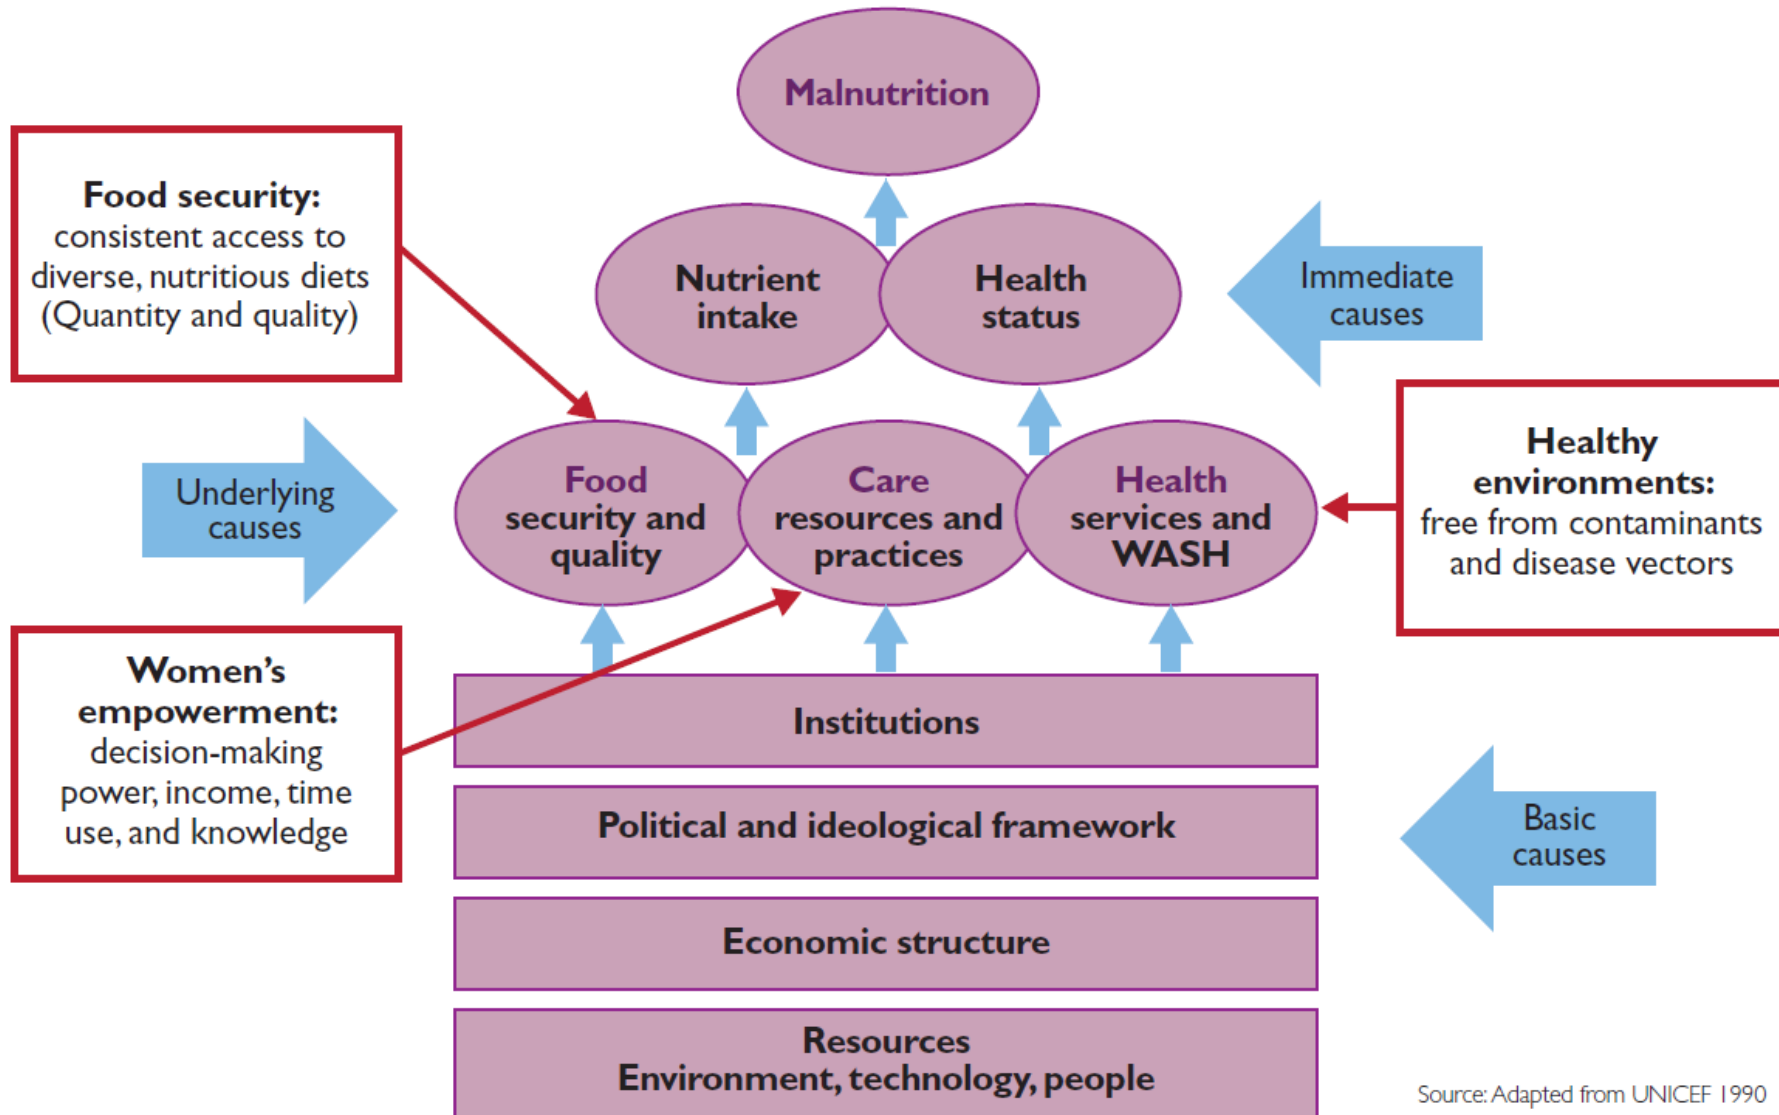 Malnutrition
Food security:
consistent access to
diverse, nutritious diets
(Quantity and quality)
Nutrient
intake
Health
status
Immediate
causes
Underlying
causes
Food
security and
quality
Care
resources and
practices
Health
services and
WASH
Healthy
environments:
free from contaminants
and disease vectors
Women’s
empowerment:
decision-making
power, income, time
use, and knowledge
Institutions
Political and ideological framework
Basic
causes
Economic structure
Resources
Environment, technology, people
Source: Adapted from UNICEF 1990